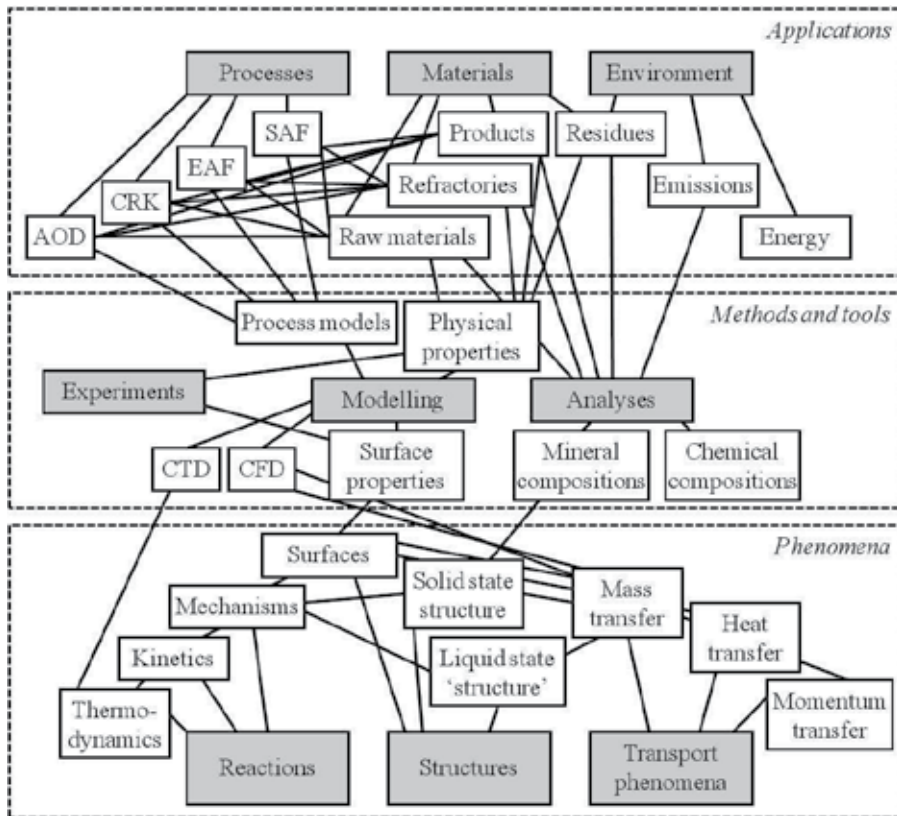 Applications
Processes
Materials
Environment
SAF
Products
Residues
EAF
Refractories
Emissions
CRK
AOD
Raw materials
Energy
Methods and tools
Process models
Physical
properties
Experiments
Modelling
Analyses
CTD
CFD
Surface
properties
Mineral
compositions
Chemical
compositions
Phenomena
Surfaces
Solid state
structure
Mass
transfer
Mechanisms
Heat
transfer
Kinetics
Liquid state
‘structure’
Thermo-
dynamics
Momentum
transfer
Reactions
Structures
Transport
phenomena